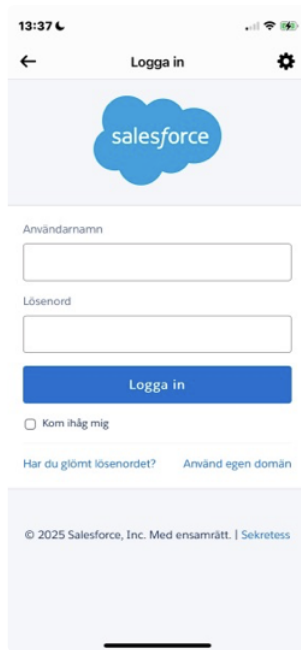 13:37
Logga in
salesforce
Användarnamn
Lösenord
Logga in
Kom ihåg mig
Har du glömt lösenordet? Använd egen domän
© 2025 Salesforce, Inc. Med ensamrätt. | Sekretess